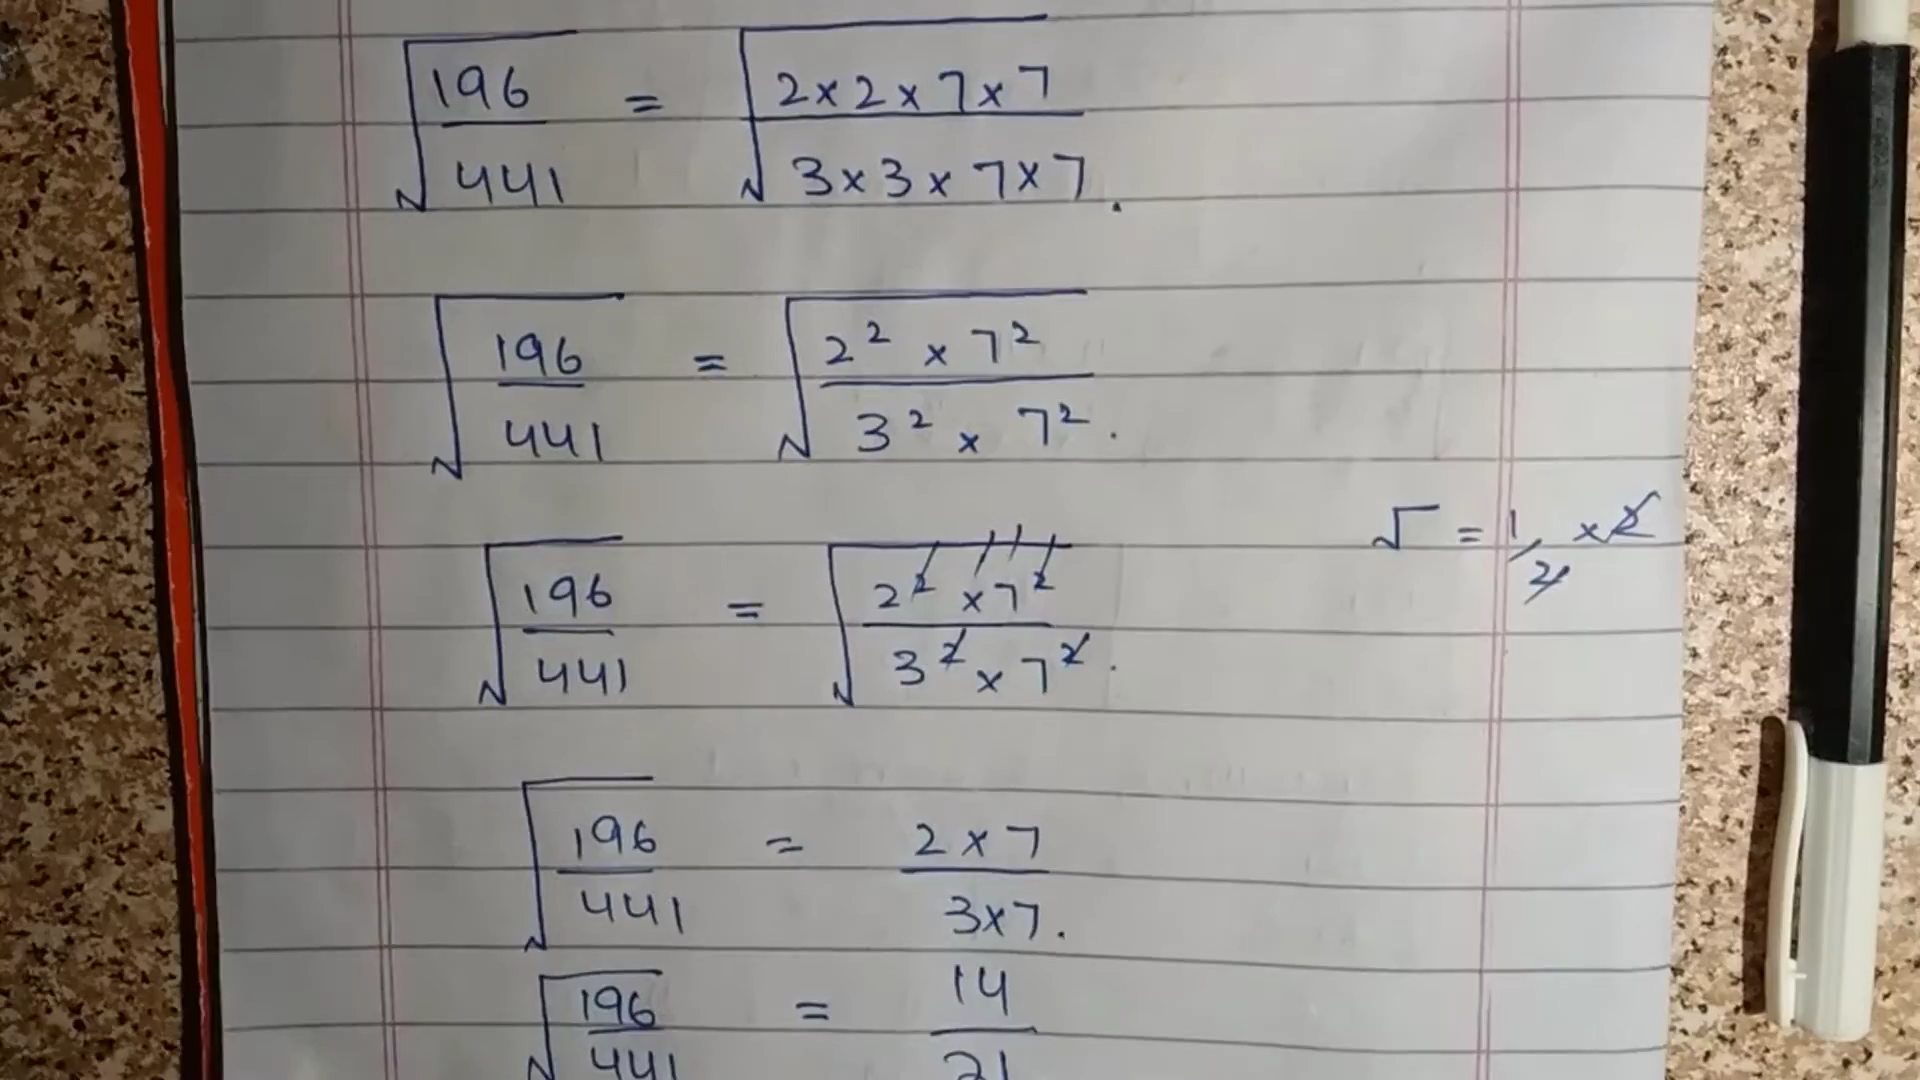 √(196/441) = √((2×2×7×7)/(3×3×7×7)).
√(196/441) = √((2² × 7²)/(3² × 7²)).
√ = 1/2 × 2
√(196/441) = √((2² × 7²)/(3² × 7²)).
√(196/441) = (2 × 7)/(3×7).
√(196/441) = 14/21